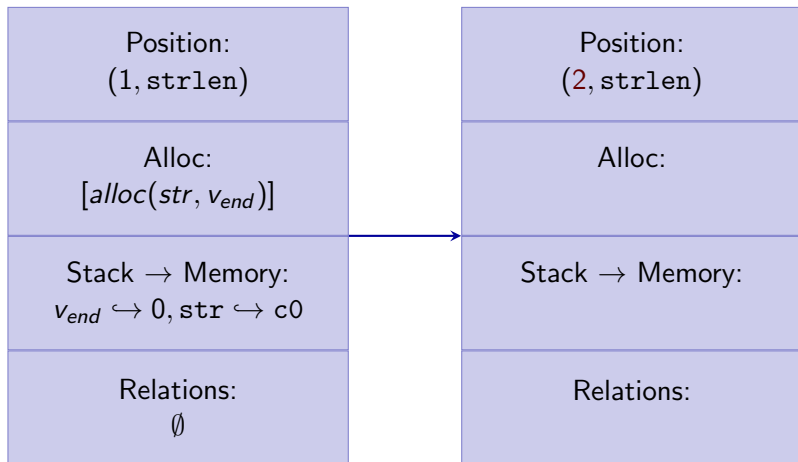 Position:
(1, strlen)
Alloc:
[alloc(str, v_end)]
Stack → Memory:
v_end ↪ 0, str ↪ c0
Relations:
∅
Position:
(2, strlen)
Alloc:
Stack → Memory:
Relations: